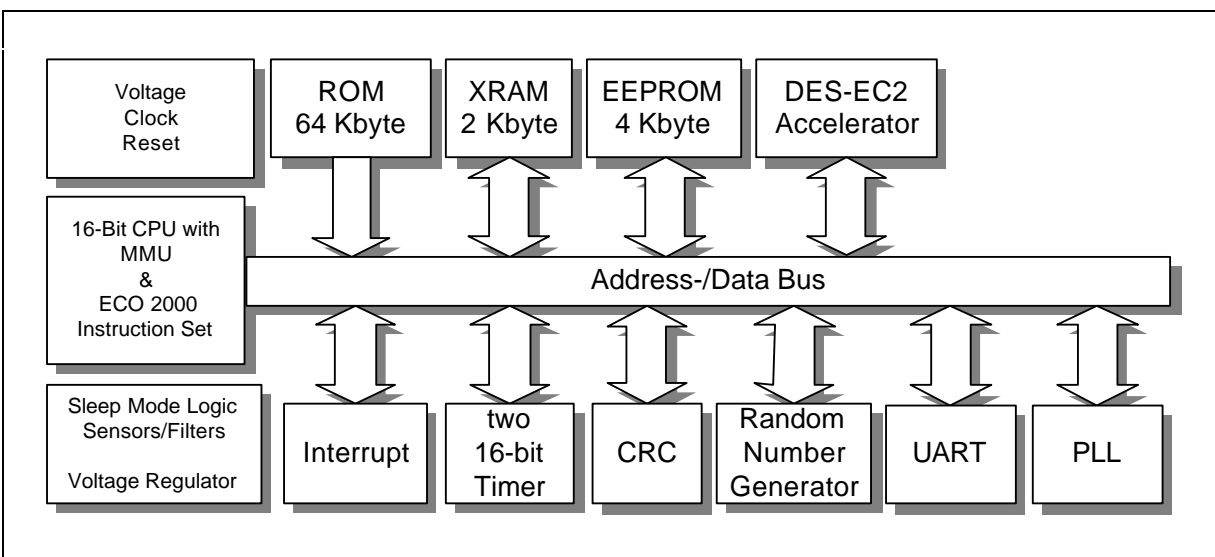 Voltage
Clock
Reset
ROM
64 Kbyte
XRAM
2 Kbyte
EEPROM
4 Kbyte
DES-EC2
Accelerator
16-Bit CPU with
MMU
&
ECO 2000
Instruction Set
Address-/Data Bus
Sleep Mode Logic
Sensors/Filters
Voltage Regulator
Interrupt
two
16-bit
Timer
CRC
Random
Number
Generator
UART
PLL